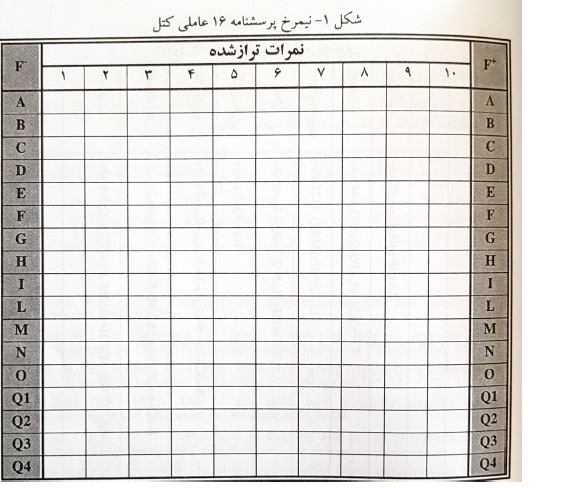 شکل ۱- نیمرخ پرسشنامه ۱۶ عاملی کتل
F- نمرات ترازشده F+
۱ ۲ ۳ ۴ ۵ ۶ ۷ ۸ ۹ ۱۰
A A
B B
C C
D D
E E
F F
G G
H H
I I
L L
M M
N N
O O
Q1 Q1
Q2 Q2
Q3 Q3
Q4 Q4